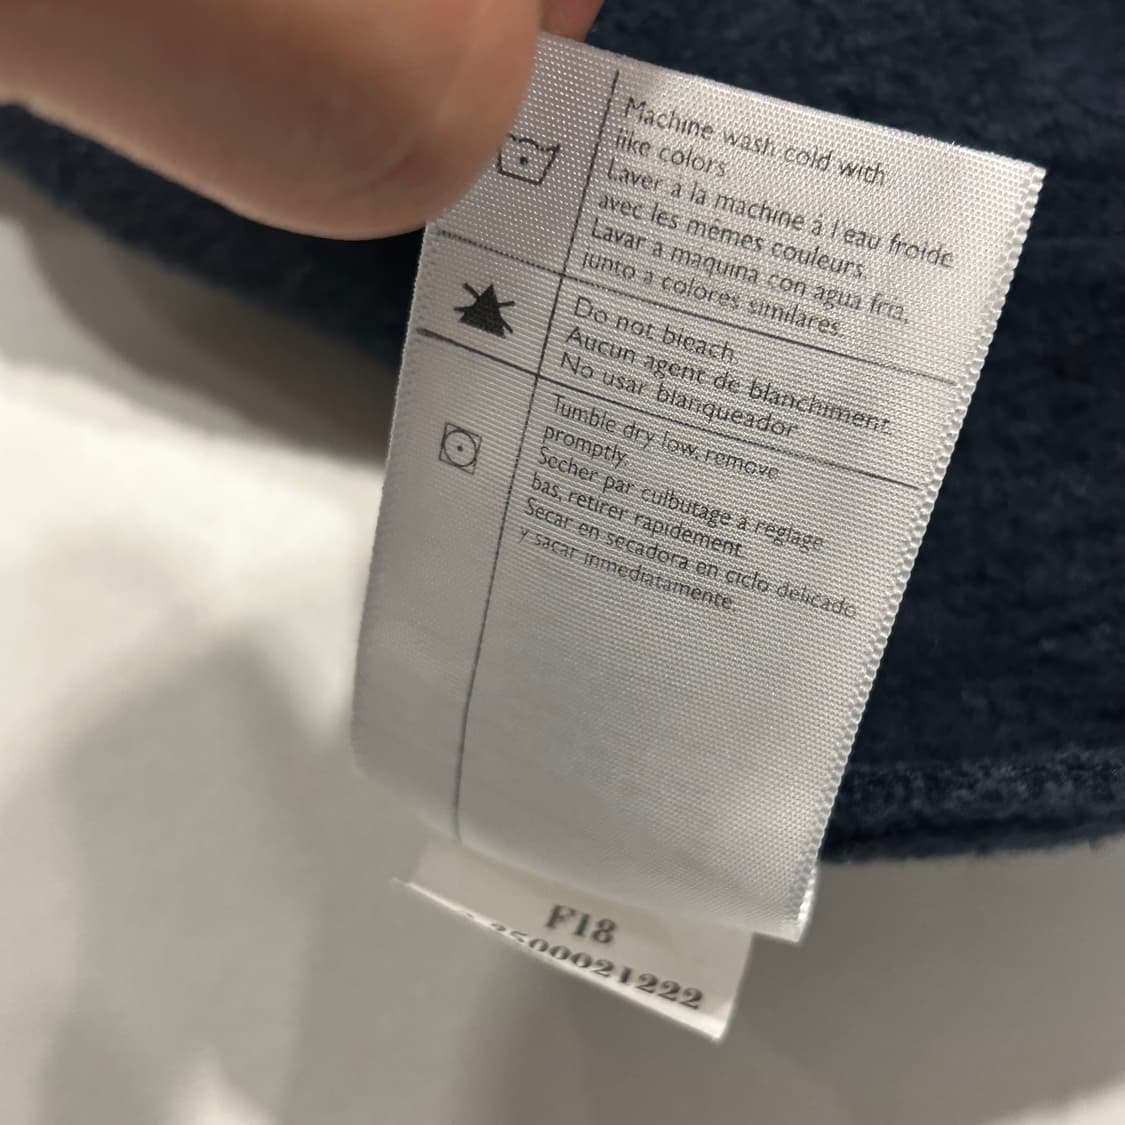 Machine wash cold with
like colors
Laver à la machine à l'eau froide
avec les mêmes couleurs.
Lavar a maquina con agua fria,
junto a colores similares
Do not bleach
Aucun agent de blanchiment
No usar blanqueador
Tumble dry low, remove
promptly
Secher par culbutage a reglage
bas, retirer rapidement.
Secar en secadora en ciclo delicado
y sacar inmediatamente.
F18
00021222